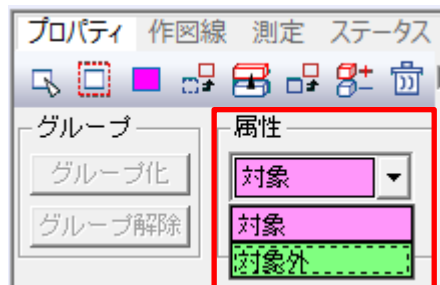 プロパティ 作図線 測定 ステータス
グループ 属性
グループ化 対象
対象
グループ解除 対象外